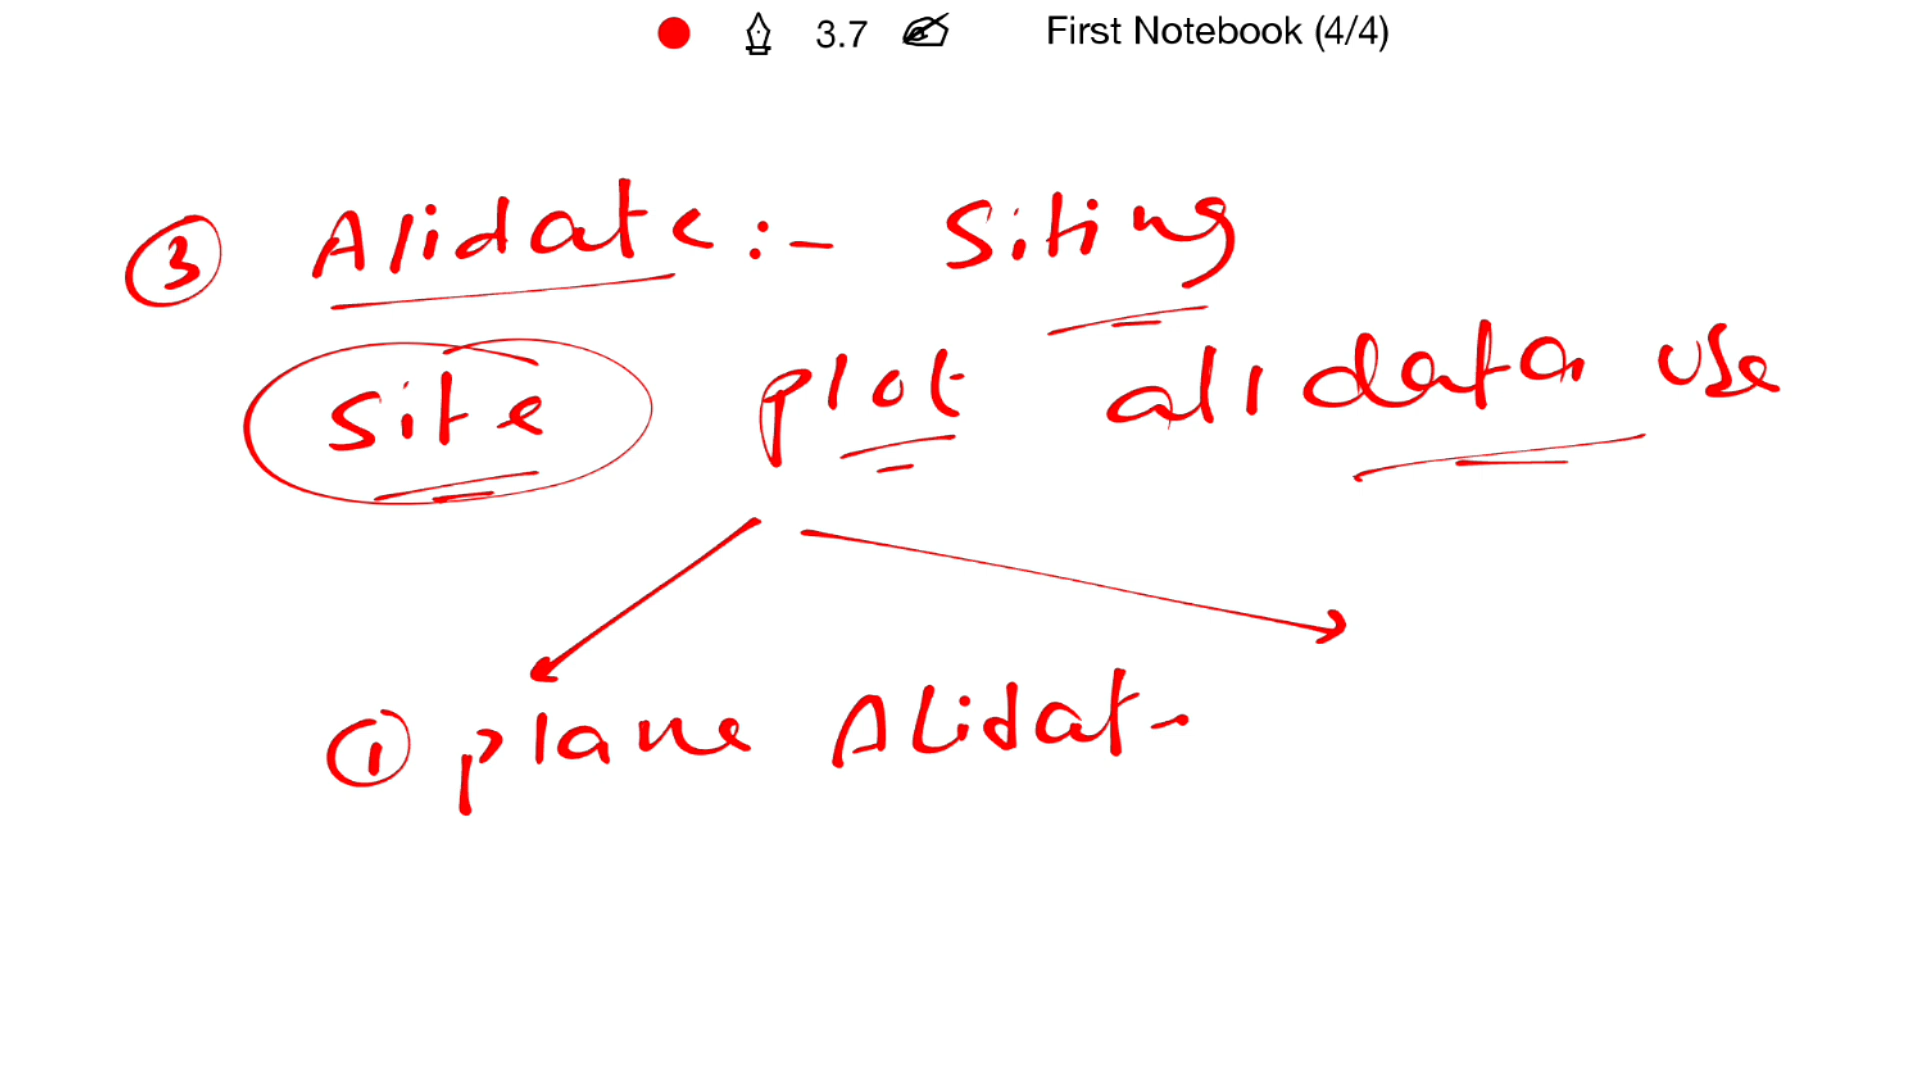 3.7 First Notebook (4/4)
③ Alidate :- Siting
Site plot alidata use
① plane Alidat-